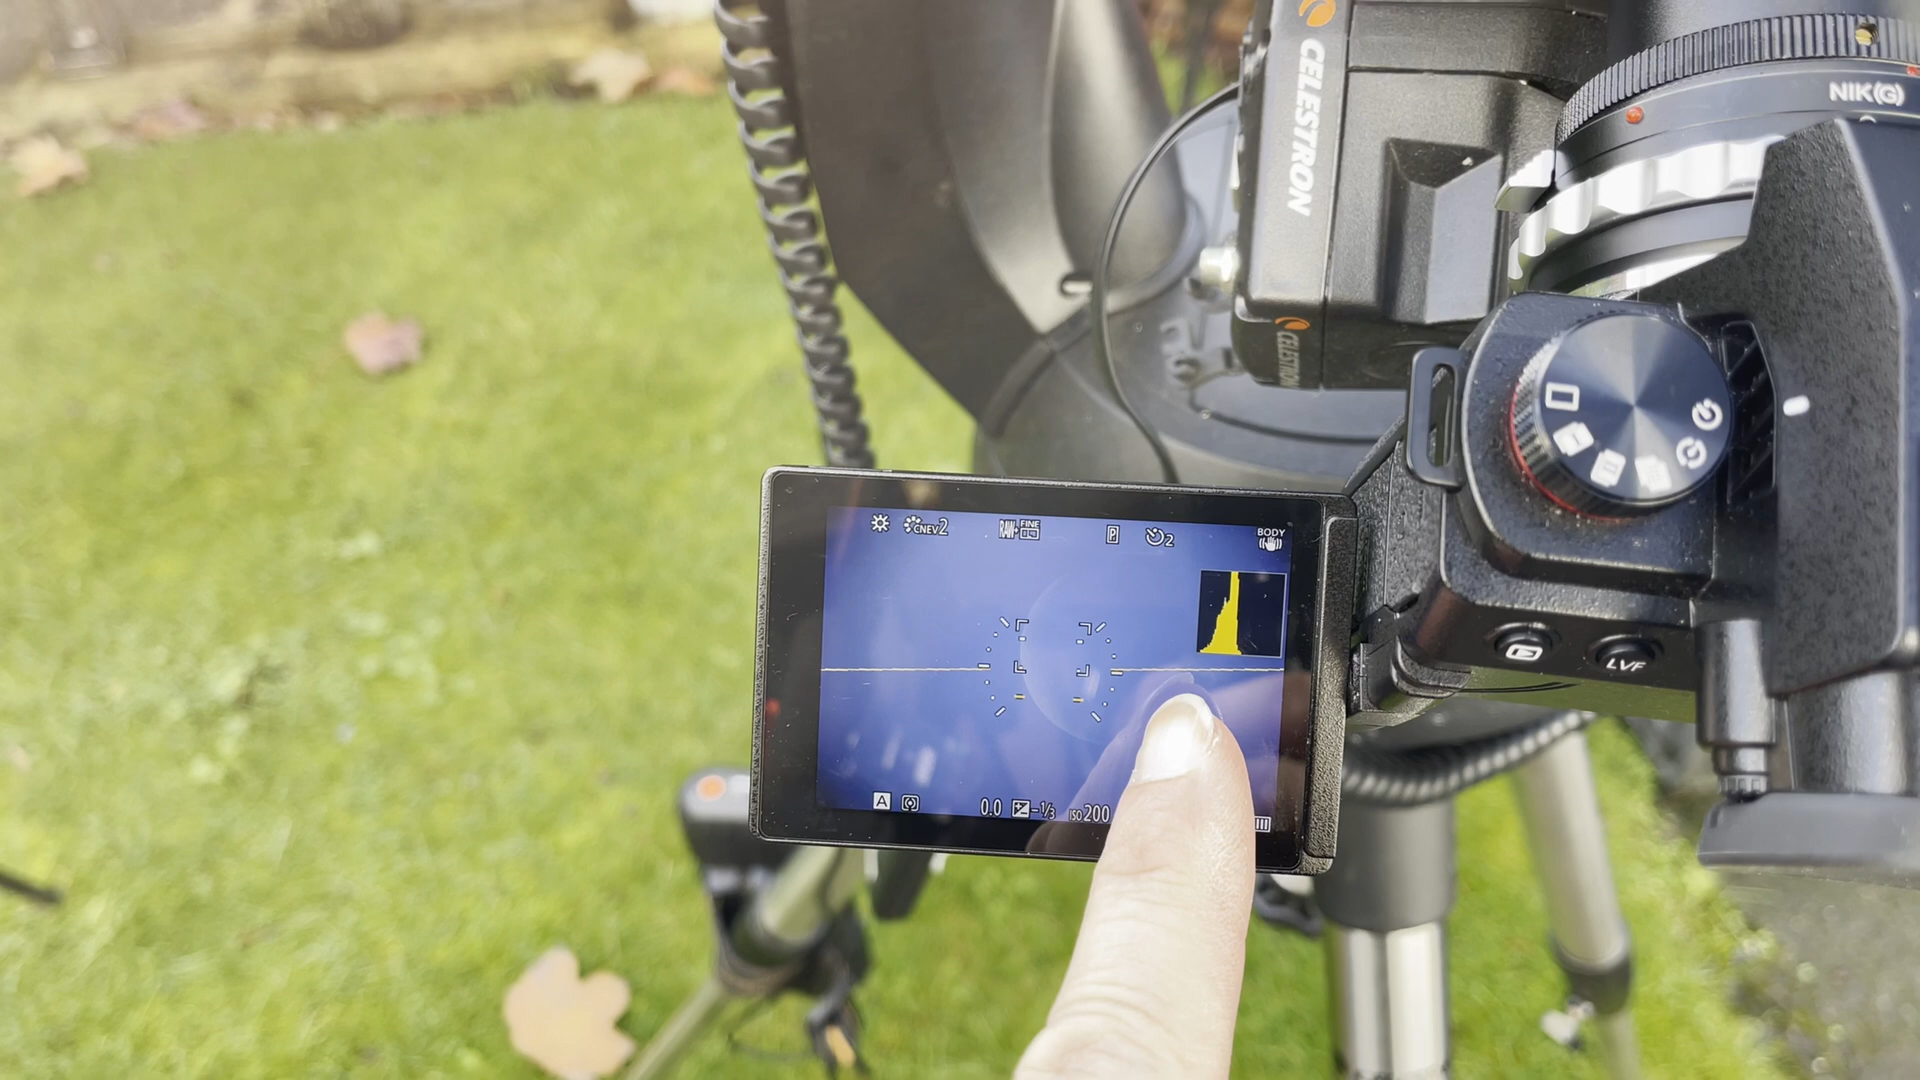 CELESTRON
NIK(G)
CELESTRON
LVF
CNEV2
RAW FINE
P
2
BODY
A
0.0
-1/3
ISO200